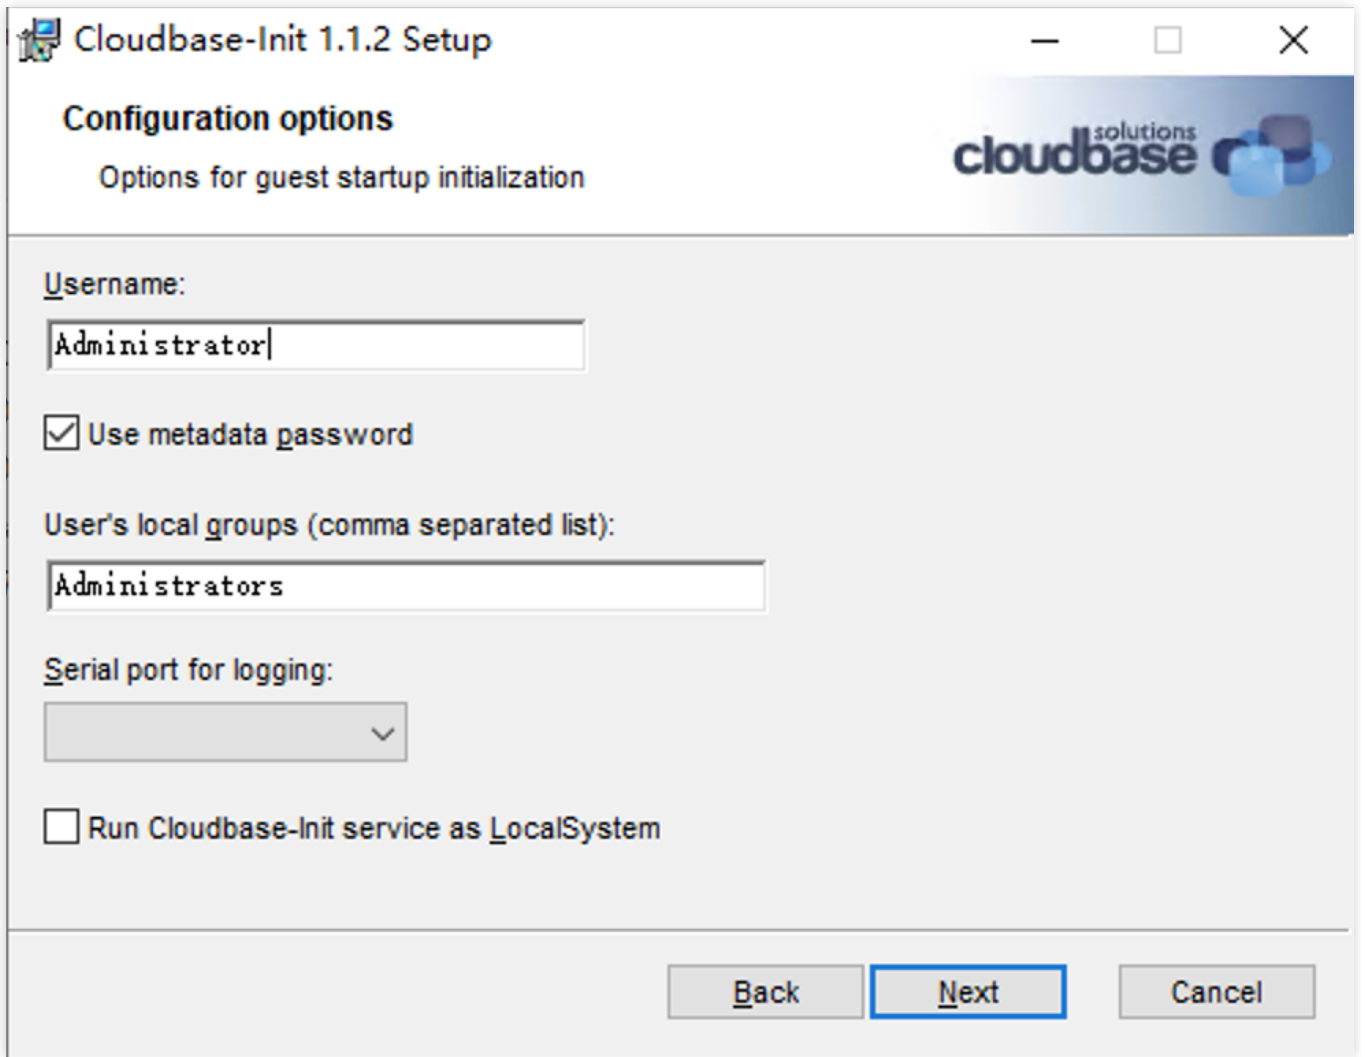 Cloudbase-Init 1.1.2 Setup
Configuration options
Options for guest startup initialization
solutions
cloudbase
Username:
Administrator
Use metadata password
User's local groups (comma separated list):
Administrators
Serial port for logging:
Run Cloudbase-Init service as LocalSystem
Back Next Cancel